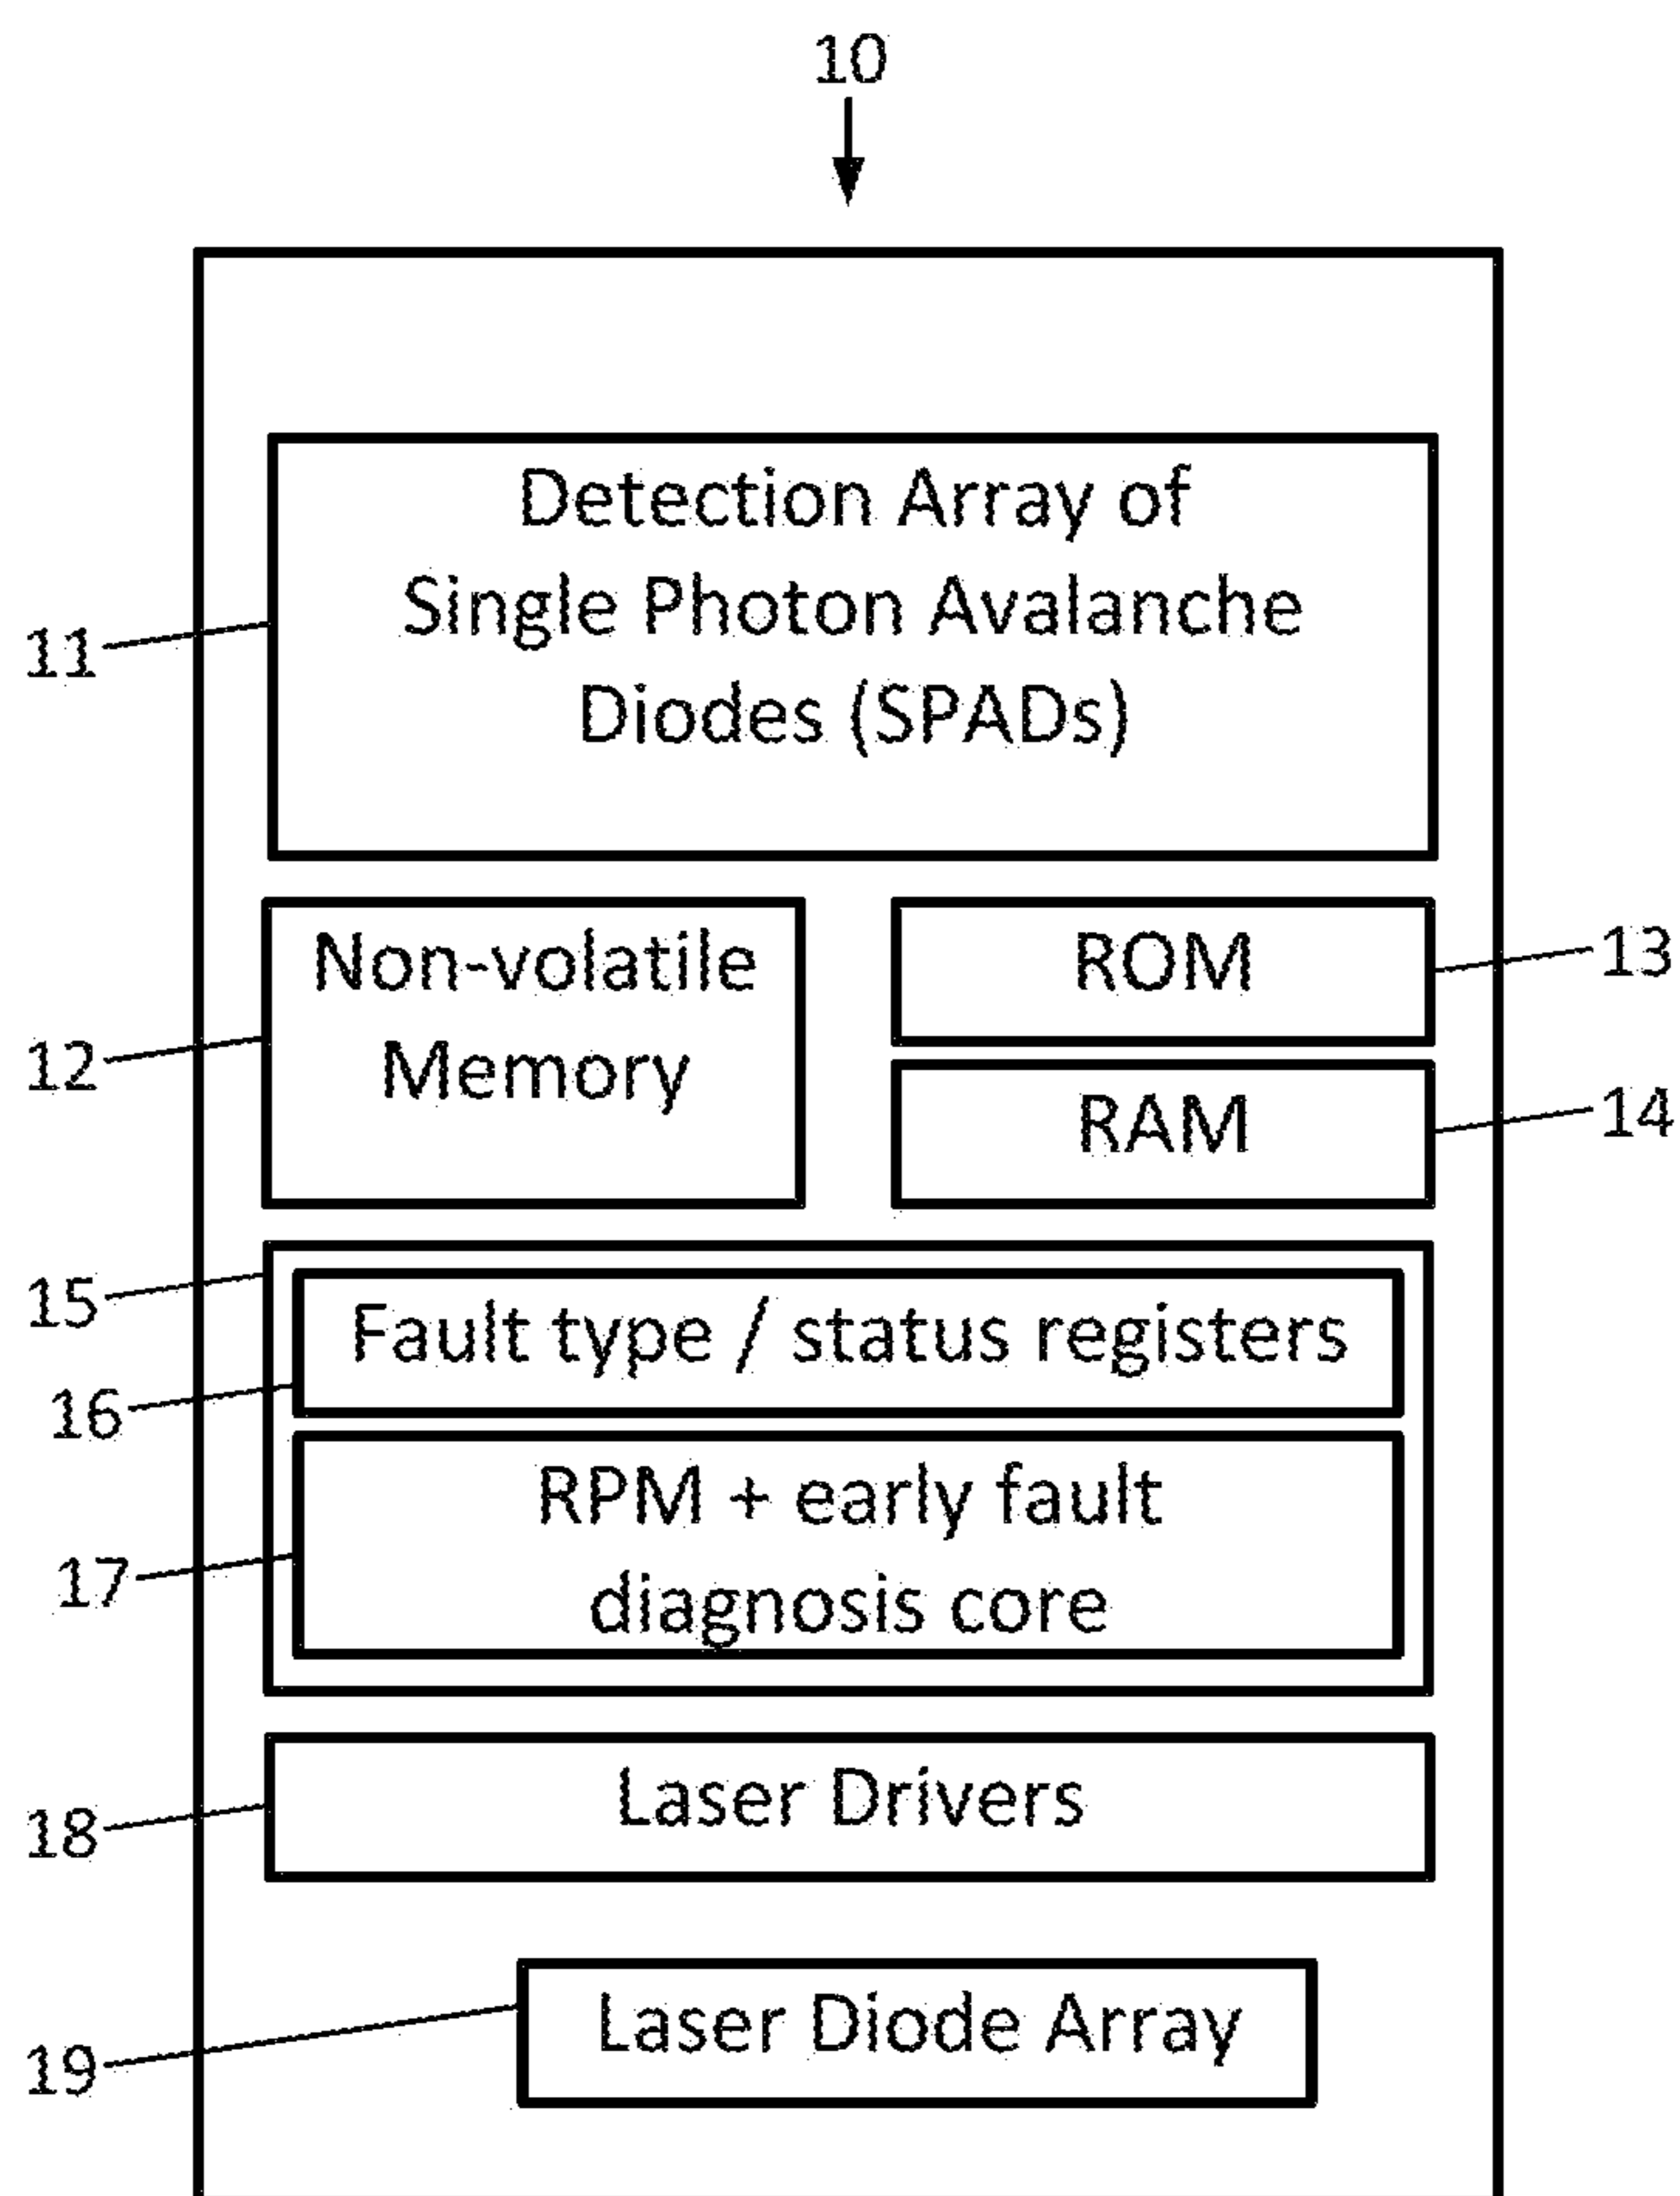 10
Detection Array of
Single Photon Avalanche
Diodes (SPADs)
11
Non-volatile
Memory
12
ROM
13
RAM
14
15
Fault type / status registers
16
RPM + early fault
diagnosis core
17
Laser Drivers
18
Laser Diode Array
19